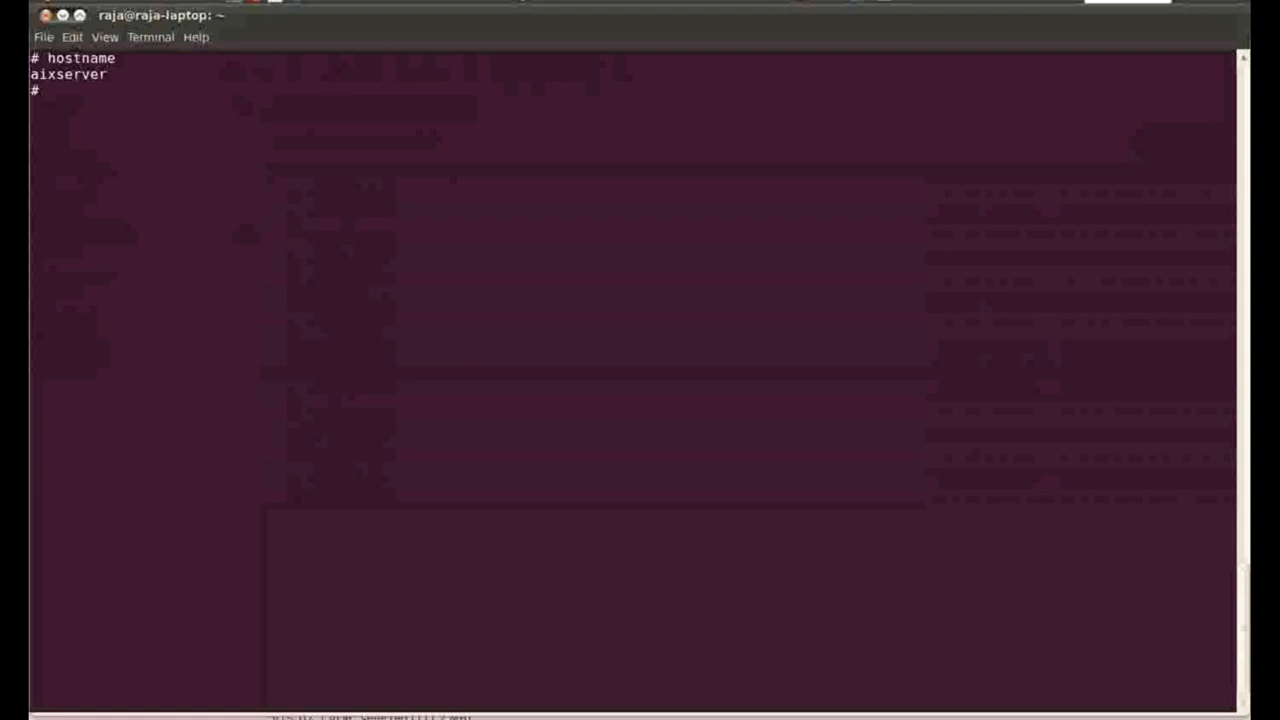 raja@raja-laptop: ~
File Edit View Terminal Help
# hostname
aixserver
#